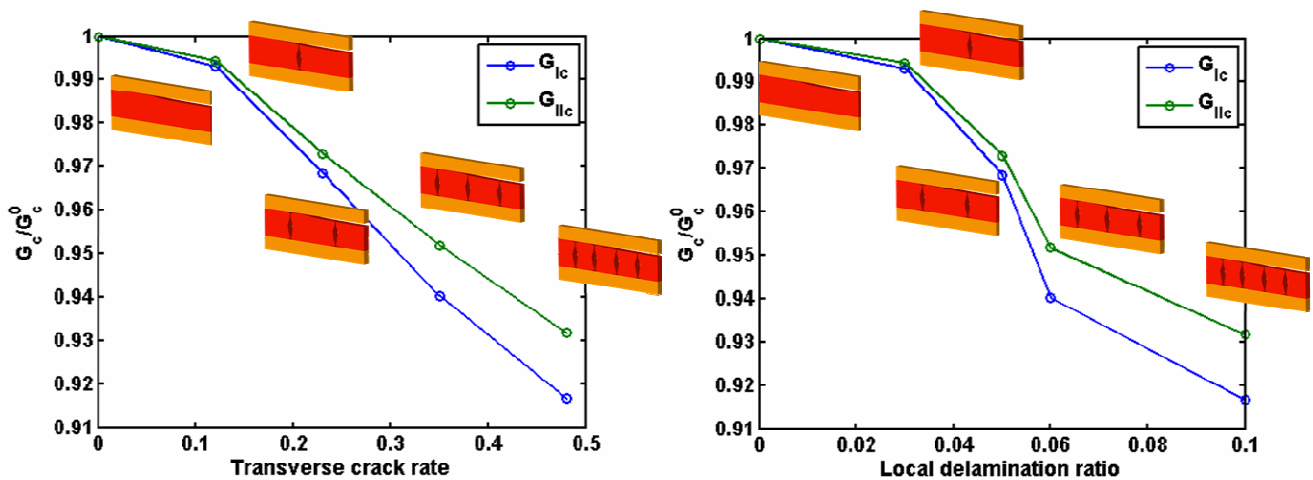 1
0.99
0.98
0.97
0.96
0.95
0.94
0.93
0.92
0.91
G_c/G_c^0
0 0.1 0.2 0.3 0.4 0.5
Transverse crack rate
G_Ic
G_IIc
1
0.99
0.98
0.97
0.96
0.95
0.94
0.93
0.92
0.91
G_c/G_c^0
0 0.02 0.04 0.06 0.08 0.1
Local delamination ratio
G_Ic
G_IIc